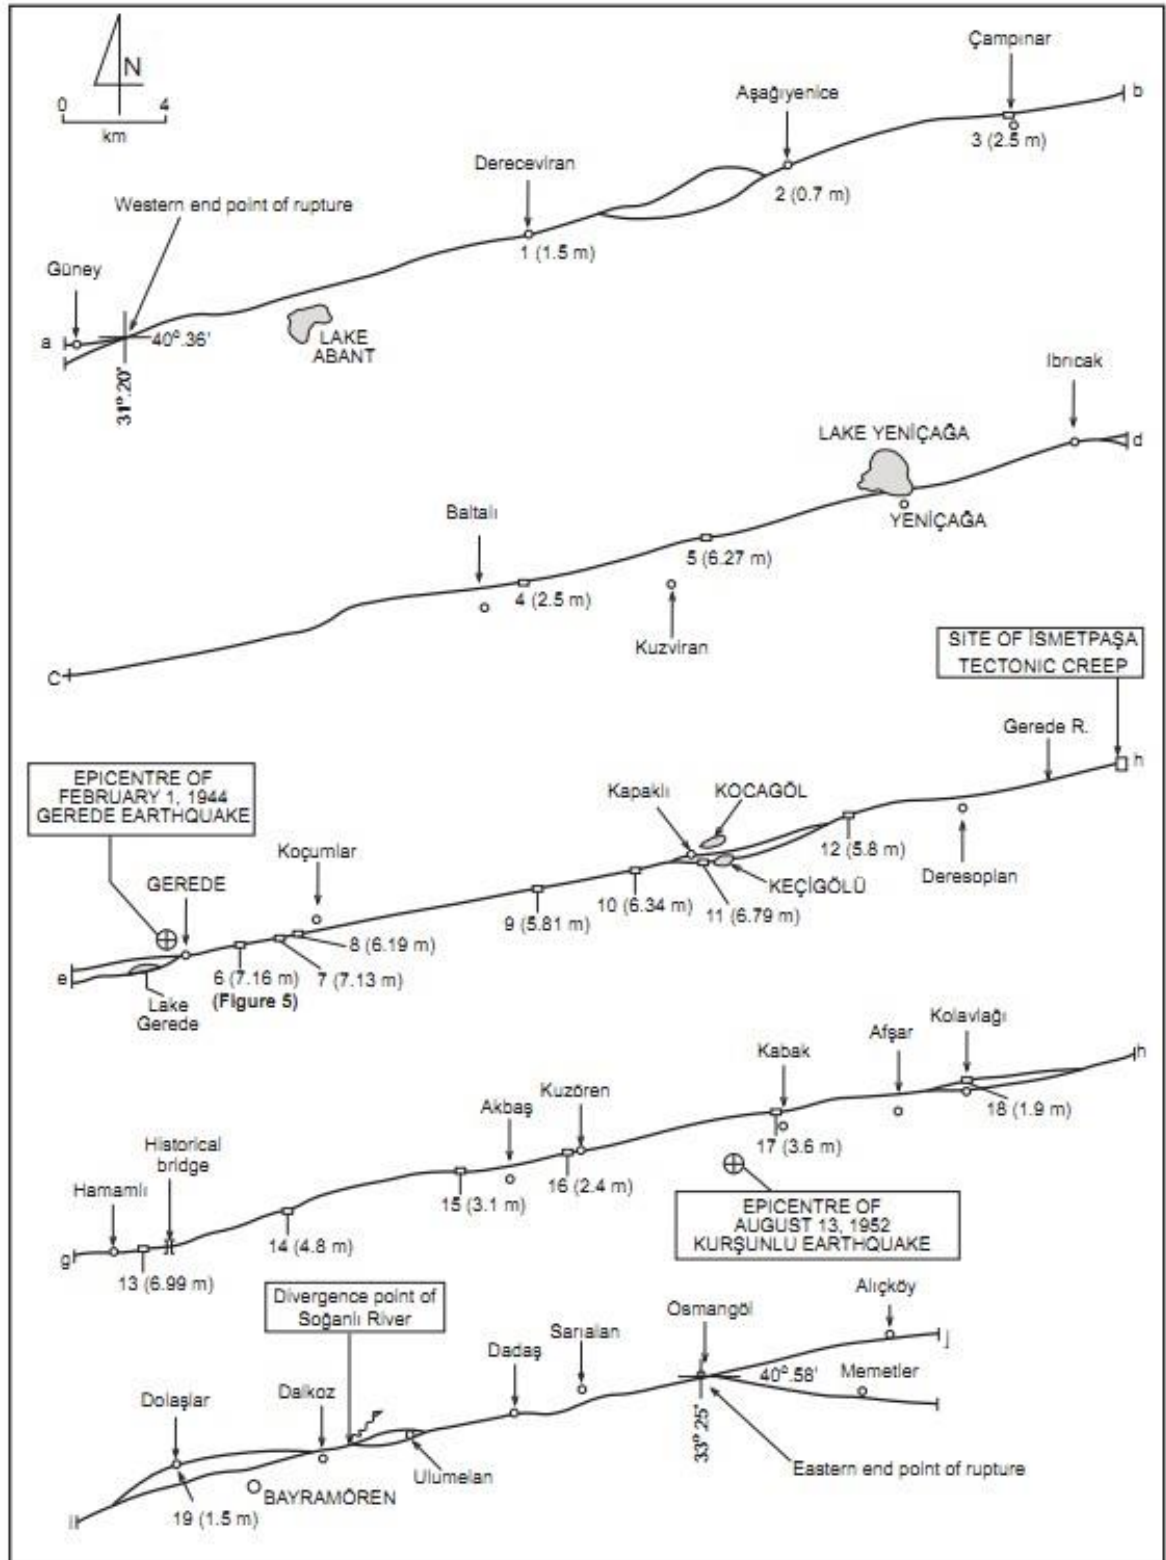 N
0 4
km
Çampınar
b
3 (2.5 m)
Aşağıyenice
2 (0.7 m)
Dereceviran
1 (1.5 m)
Western end point of rupture
Güney
a
40°.36'
31°.20'
LAKE
ABANT
Ibrıcak
d
LAKE YENİÇAĞA
YENİÇAĞA
Baltalı
5 (6.27 m)
4 (2.5 m)
Kuzviran
C
SITE OF İSMETPAŞA
TECTONIC CREEP
Gerede R.
h
EPICENTRE OF
FEBRUARY 1, 1944
GEREDE EARTHQUAKE
Kapaklı
KOCAGÖL
Koçumlar
GEREDE
12 (5.8 m)
KEÇİGÖLÜ
Deresoplan
9 (5.81 m)
10 (6.34 m)
11 (6.79 m)
8 (6.19 m)
e
6 (7.16 m)
7 (7.13 m)
(Figure 5)
Lake
Gerede
Kolavlağı
Afşar
Kabak
h
Kuzören
Akbaş
18 (1.9 m)
17 (3.6 m)
Historical
bridge
Hamamlı
16 (2.4 m)
15 (3.1 m)
EPICENTRE OF
AUGUST 13, 1952
KURŞUNLU EARTHQUAKE
14 (4.8 m)
g
13 (6.99 m)
Divergence point of
Soğanlı River
Alıçköy
Osmangöl
Sarıalan
j
Dadaş
40°.58'
Memetler
Dalkoz
Dolaşlar
33°.25'
Ulumelan
Eastern end point of rupture
BAYRAMÖREN
19 (1.5 m)